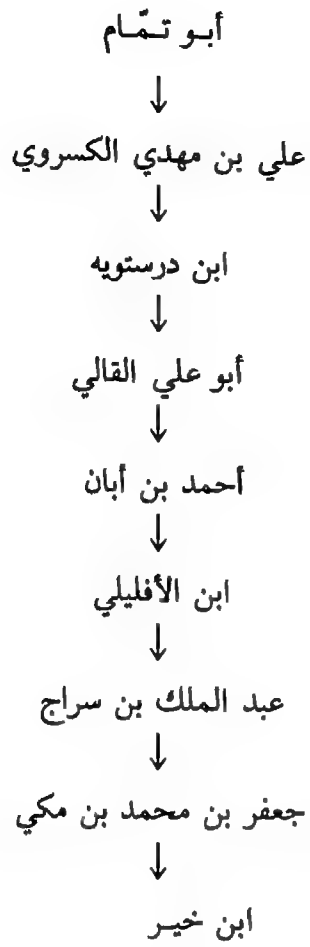 أبو تمّام
↓
علي بن مهدي الكسروي
↓
ابن درستويه
↓
أبو علي القالي
↓
أحمد بن أبان
↓
ابن الأفليلي
↓
عبد الملك بن سراج
↓
جعفر بن محمد بن مكي
↓
ابن خير